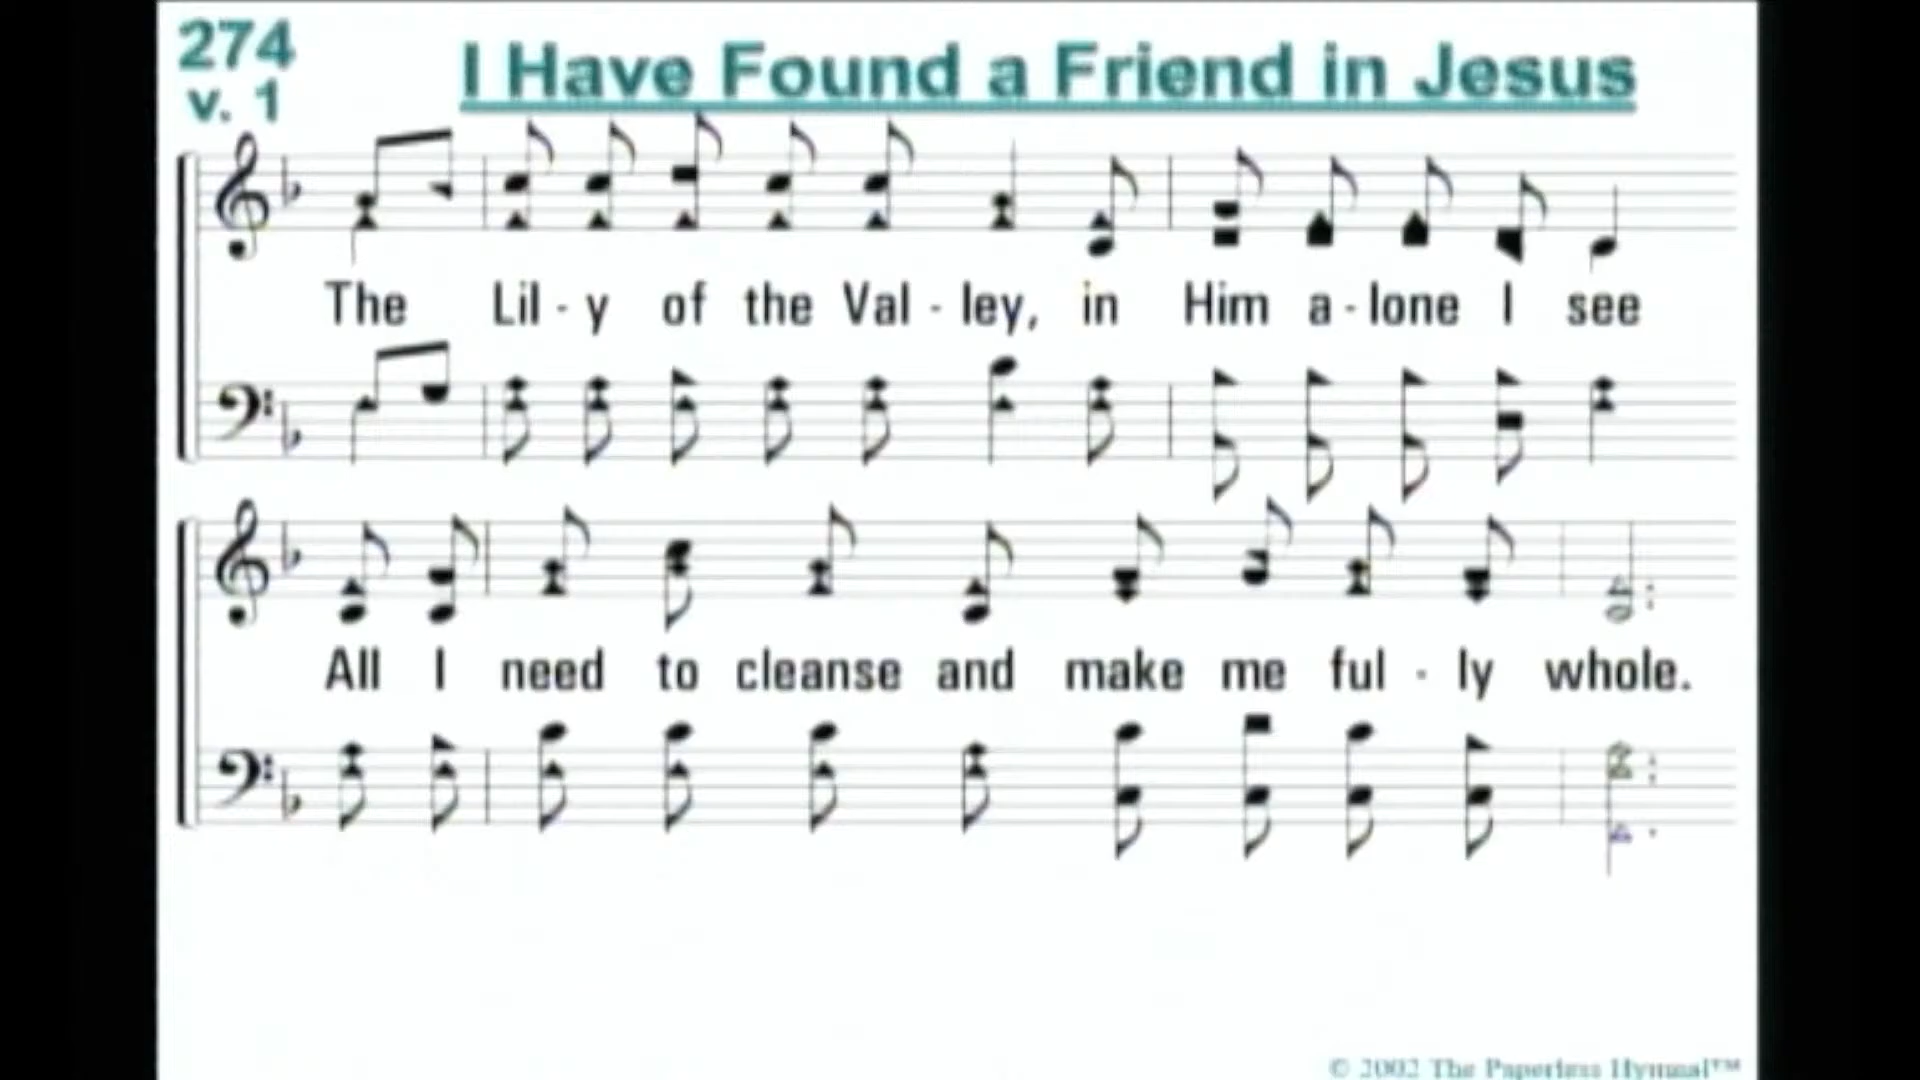 274
v. 1
I Have Found a Friend in Jesus
The Lil - y of the Val - ley, in Him a - lone I see
All I need to cleanse and make me ful - ly whole.
© 2002 The Paperless Hymnal™